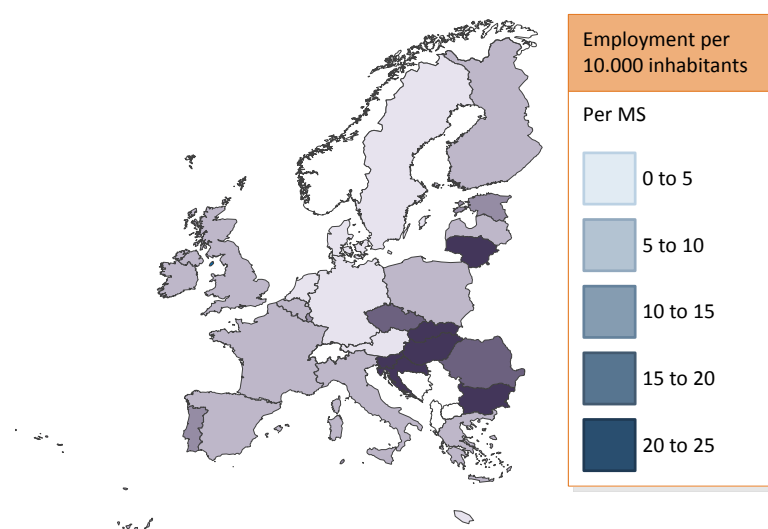 Employment per
10.000 inhabitants
Per MS
0 to 5
5 to 10
10 to 15
15 to 20
20 to 25